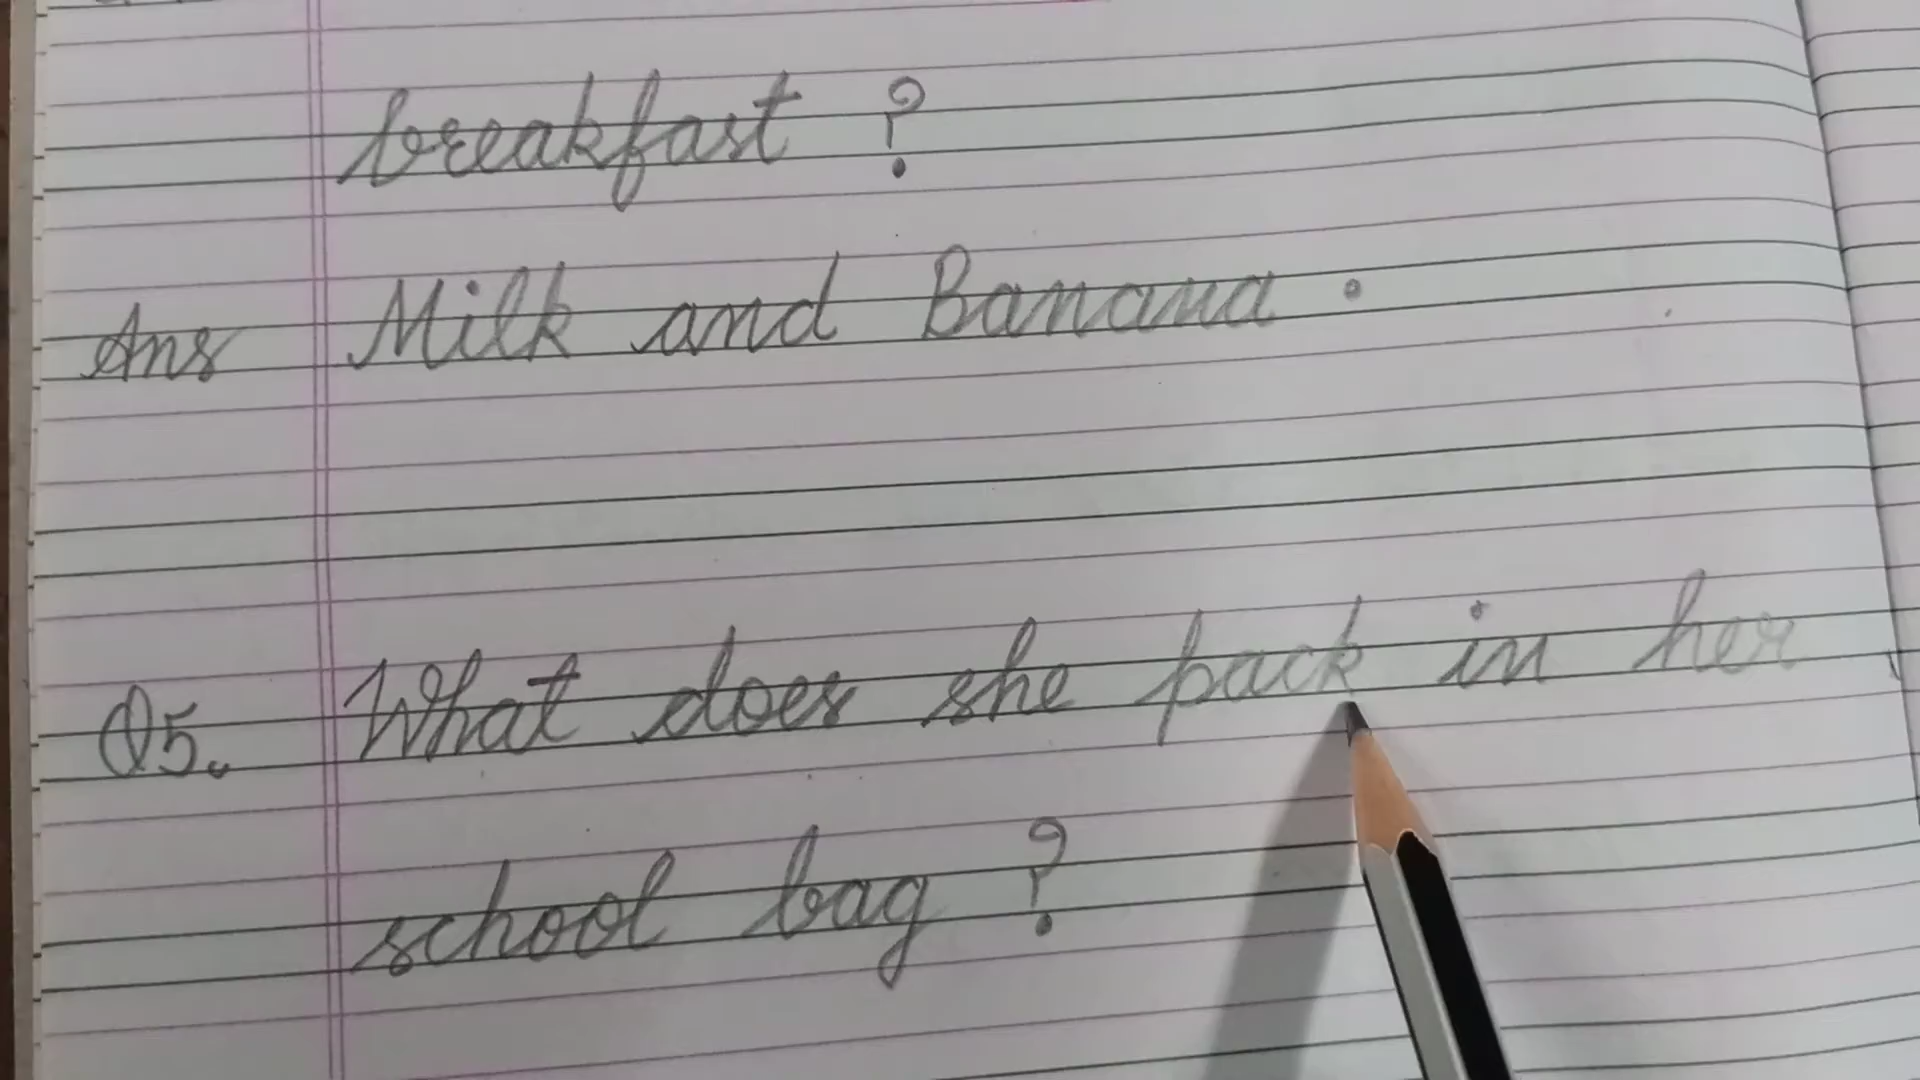 breakfast ?
Ans Milk and Banana .
Q5. What does she pack in her
school bag ?